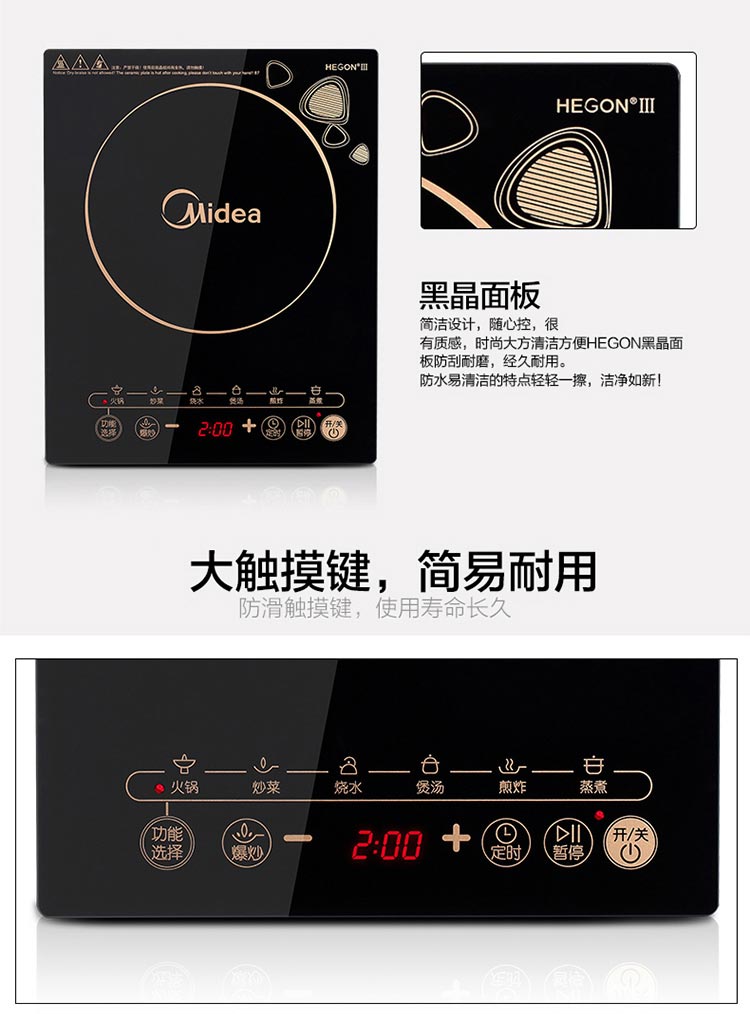 注意:严禁干烧!使用后微晶板时高余热,请勿触摸!
HEGON®III
Notice:Dry braise is not allowed! The ceramic plate is hot after cooking, please don't touch with your hand!
Midea
火锅 炒菜 烧水 煲汤 煎炸 蒸煮
功能选择 爆炒 - 2:00 + 定时 暂停 开/关
HEGON®III
黑晶面板
简洁设计，随心控，很
有质感，时尚大方清洁方便HEGON黑晶面
板防刮耐磨，经久耐用。
防水易清洁的特点轻轻一擦，洁净如新！
大触摸键，简易耐用
防滑触摸键，使用寿命长久
火锅 炒菜 烧水 煲汤 煎炸 蒸煮
功能 爆炒 - 2:00 + 定时 暂停 开/关
选择